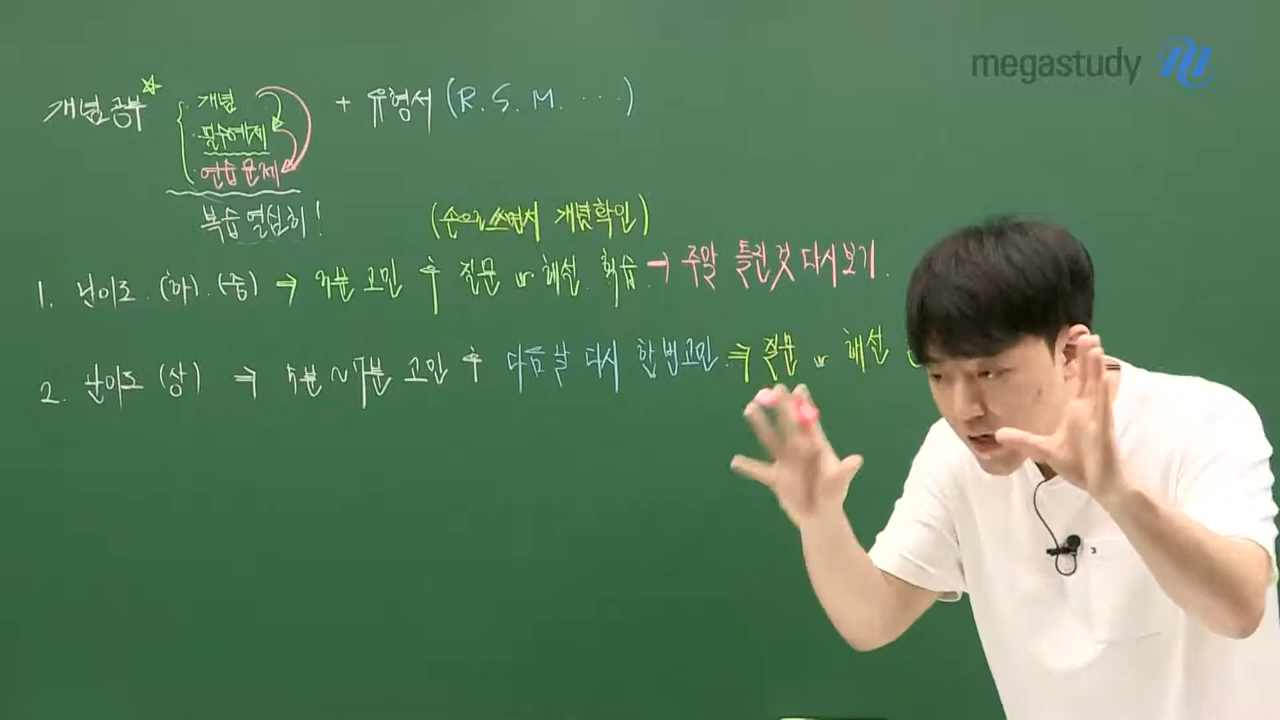 megastudy
개념공부 + 유형서 (R. S. M. ...)
· 개념
· 필수예제
· 연습문제
복습 열심히!
(손으로 쓰면서 개념확인)
1. 난이도 (하). (중) ⇒ 3분 고민 후 질문 or 해설 학습. → 주말 틀린것 다시보기.
2. 난이도 (상) ⇒ 5분 ~ 7분 고민 후 다음날 다시 한번고민. ⇒ 질문 or 해설